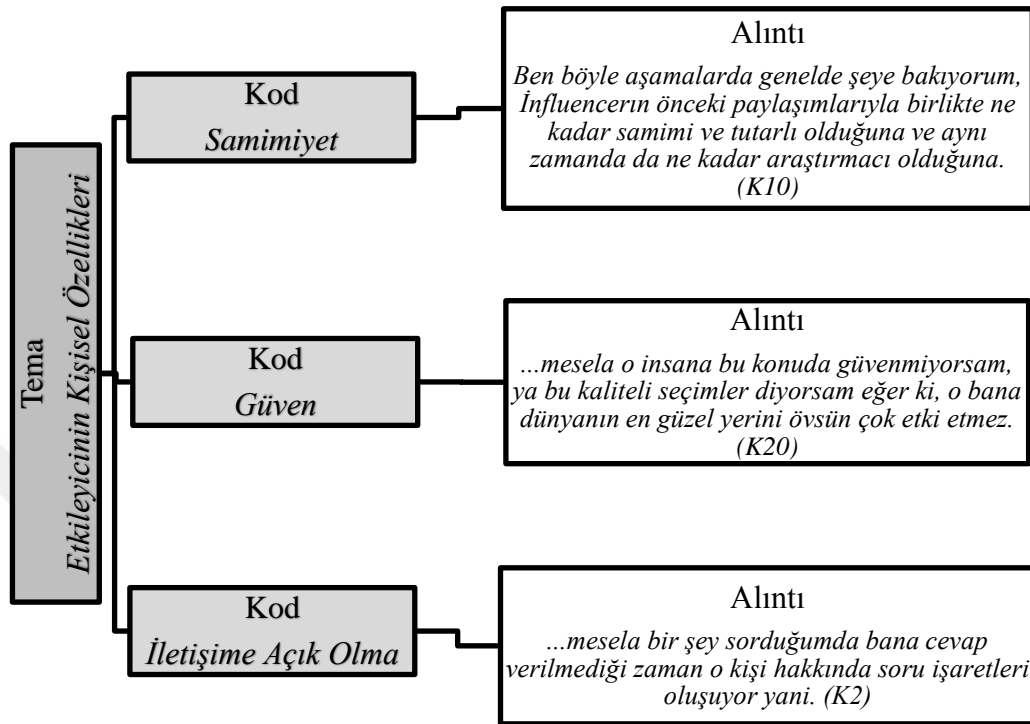 Tema
Etkileyicinin Kişisel Özellikleri
Kod
Samimiyet
Alıntı
Ben böyle aşamalarda genelde şeye bakıyorum,
İnfluencerın önceki paylaşımlarıyla birlikte ne
kadar samimi ve tutarlı olduğuna ve aynı
zamanda da ne kadar araştırmacı olduğuna.
(K10)
Kod
Güven
Alıntı
...mesela o insana bu konuda güvenmiyorsam,
ya bu kaliteli seçimler diyorsam eğer ki, o bana
dünyanın en güzel yerini övsün çok etki etmez.
(K20)
Kod
İletişime Açık Olma
Alıntı
...mesela bir şey sorduğumda bana cevap
verilmediği zaman o kişi hakkında soru işaretleri
oluşuyor yani. (K2)